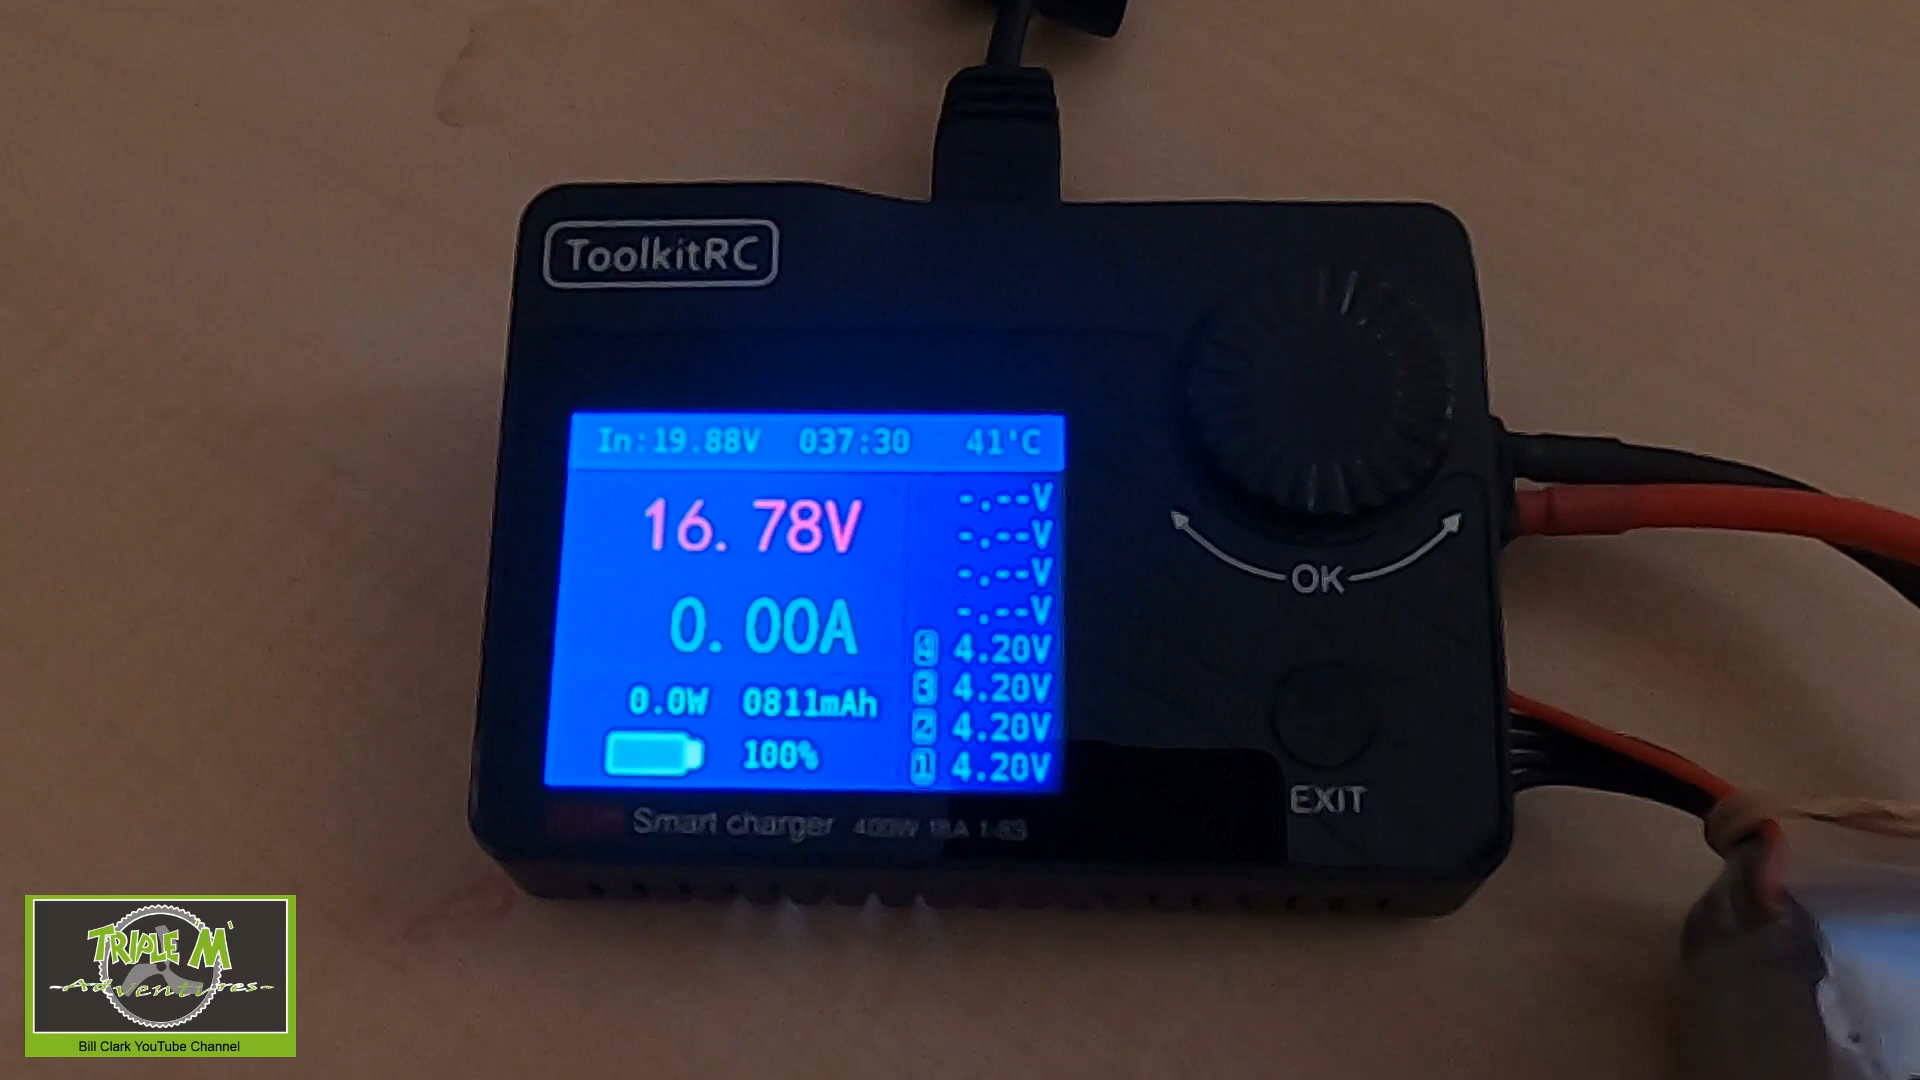 ToolkitRC
In:19.88V 037:30 41°C
16.78V
0.00A
0.0W 0811mAh
100%
-.--V
-.--V
-.--V
-.--V
4 4.20V
3 4.20V
2 4.20V
1 4.20V
OK
EXIT
Smart charger 400W
TRIPLE M
-Adventures-
Bill Clark YouTube Channel